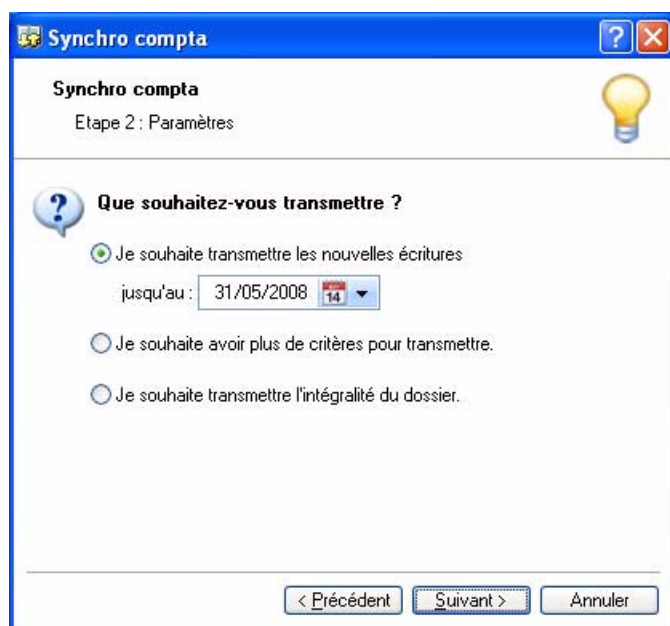 Synchro compta
Synchro compta
Etape 2 : Paramètres
Que souhaitez-vous transmettre ?
Je souhaite transmettre les nouvelles écritures
jusqu'au : 31/05/2008 14
Je souhaite avoir plus de critères pour transmettre.
Je souhaite transmettre l'intégralité du dossier.
< Précédent Suivant > Annuler